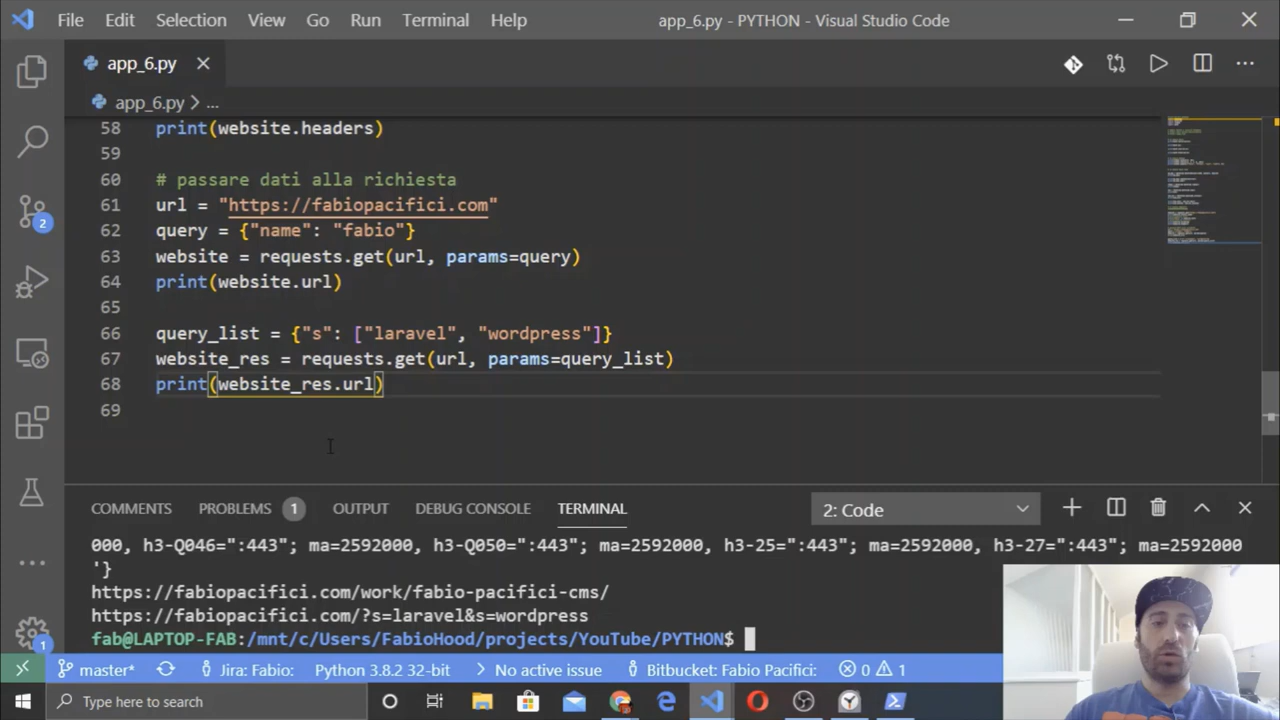 File Edit Selection View Go Run Terminal Help app_6.py - PYTHON - Visual Studio Code
app_6.py
app_6.py > ...
58 print(website.headers)
59
60 # passare dati alla richiesta
61 url = "https://fabiopacifici.com"
62 query = {"name": "fabio"}
63 website = requests.get(url, params=query)
64 print(website.url)
65
66 query_list = {"s": ["laravel", "wordpress"]}
67 website_res = requests.get(url, params=query_list)
68 print(website_res.url)
69
2
COMMENTS PROBLEMS 1 OUTPUT DEBUG CONSOLE TERMINAL 2: Code
000, h3-Q046=":443"; ma=2592000, h3-Q050=":443"; ma=2592000, h3-25=":443"; ma=2592000, h3-27=":443"; ma=2592000
'}
https://fabiopacifici.com/work/fabio-pacifici-cms/
https://fabiopacifici.com/?s=laravel&s=wordpress
fab@LAPTOP-FAB:/mnt/c/Users/FabioHood/projects/YouTube/PYTHON$
1
master* Jira: Fabio: Python 3.8.2 32-bit No active issue Bitbucket: Fabio Pacifici: 0 1
Type here to search